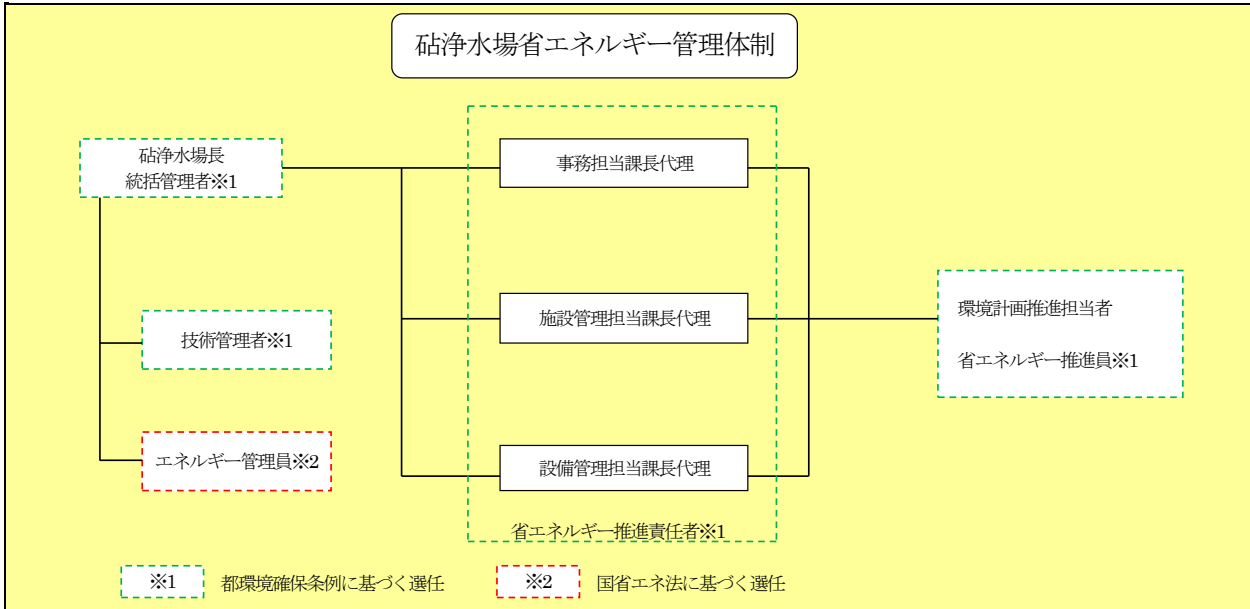 砧浄水場省エネルギー管理体制
砧浄水場長
統括管理者※1
事務担当課長代理
技術管理者※1
施設管理担当課長代理
環境計画推進担当者
省エネルギー推進員※1
エネルギー管理員※2
設備管理担当課長代理
省エネルギー推進責任者※1
※1 都環境確保条例に基づく選任
※2 国省エネ法に基づく選任